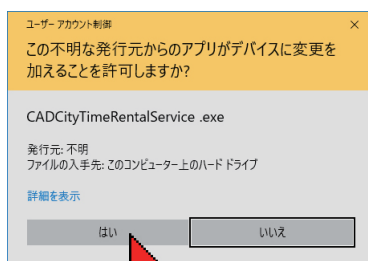 ユーザー アカウント制御
この不明な発行元からのアプリがデバイスに変更を
加えることを許可しますか?
CADCityTimeRentalService .exe
発行元: 不明
ファイルの入手先: このコンピューター上のハード ドライブ
詳細を表示
はい
いいえ